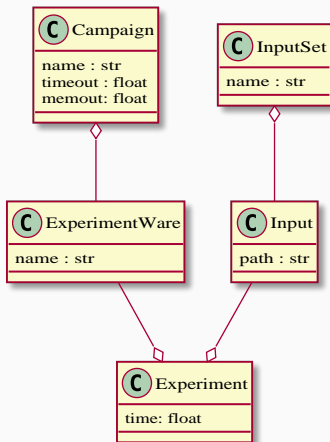 C Campaign
name : str
timeout : float
memout: float
C InputSet
name : str
C ExperimentWare
name : str
C Input
path : str
C Experiment
time: float